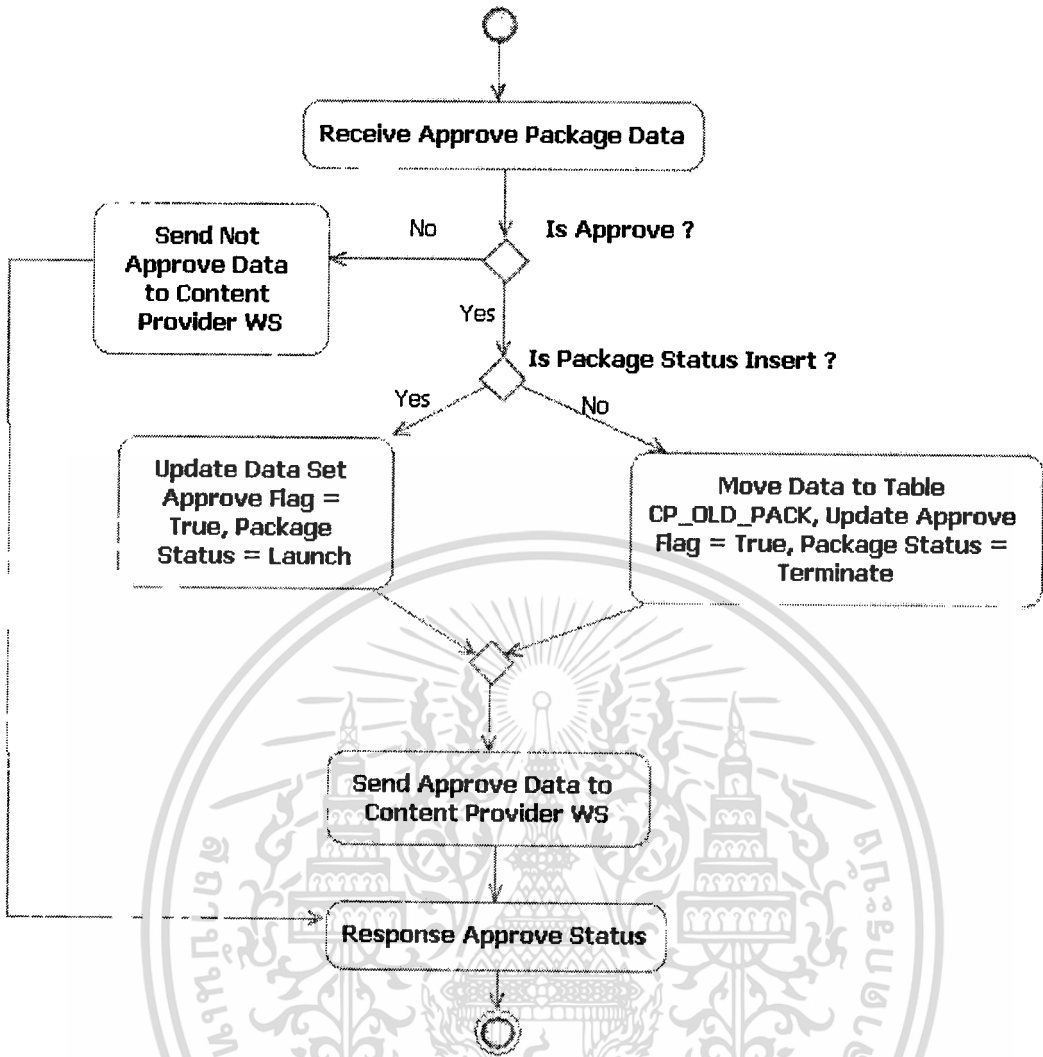 Receive Approve Package Data
Is Approve ?
No
Send Not
Approve Data
to Content
Provider WS
Yes
Is Package Status Insert ?
Yes
No
Update Data Set
Approve Flag =
True, Package
Status = Launch
Move Data to Table
CP_OLD_PACK, Update Approve
Flag = True, Package Status =
Terminate
Send Approve Data to
Content Provider WS
Response Approve Status